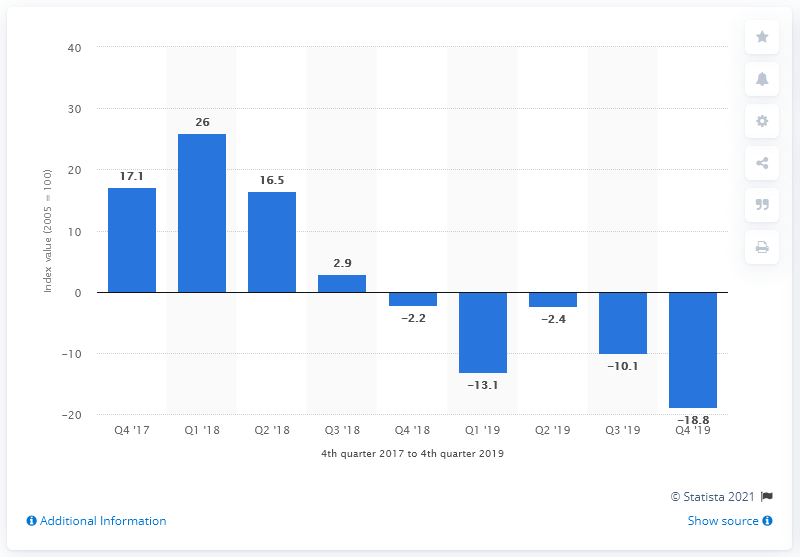 40
30
20
10
0
−10
−20
Index value (2005 = 100)
17.1
26
16.5
2.9
−2.2
−13.1
−2.4
−10.1
−18.8
Q4 '17 Q1 '18 Q2 '18 Q3 '18 Q4 '18 Q1 '19 Q2 '19 Q3 '19 Q4 '19
4th quarter 2017 to 4th quarter 2019
© Statista 2021
Additional Information
Show source